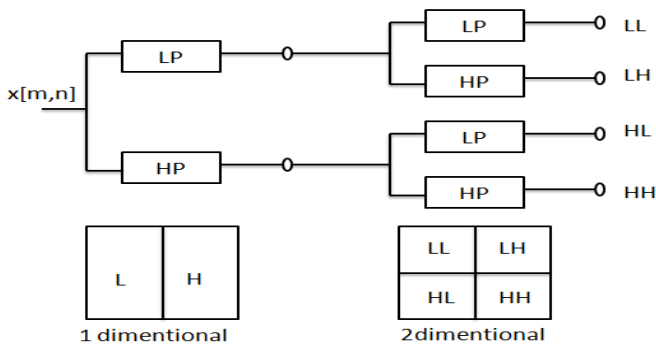 LP
LL
LP
HP
LH
x[m,n]
LP
HL
HP
HP
HH
L H
LL LH
HL HH
1 dimentional
2dimentional